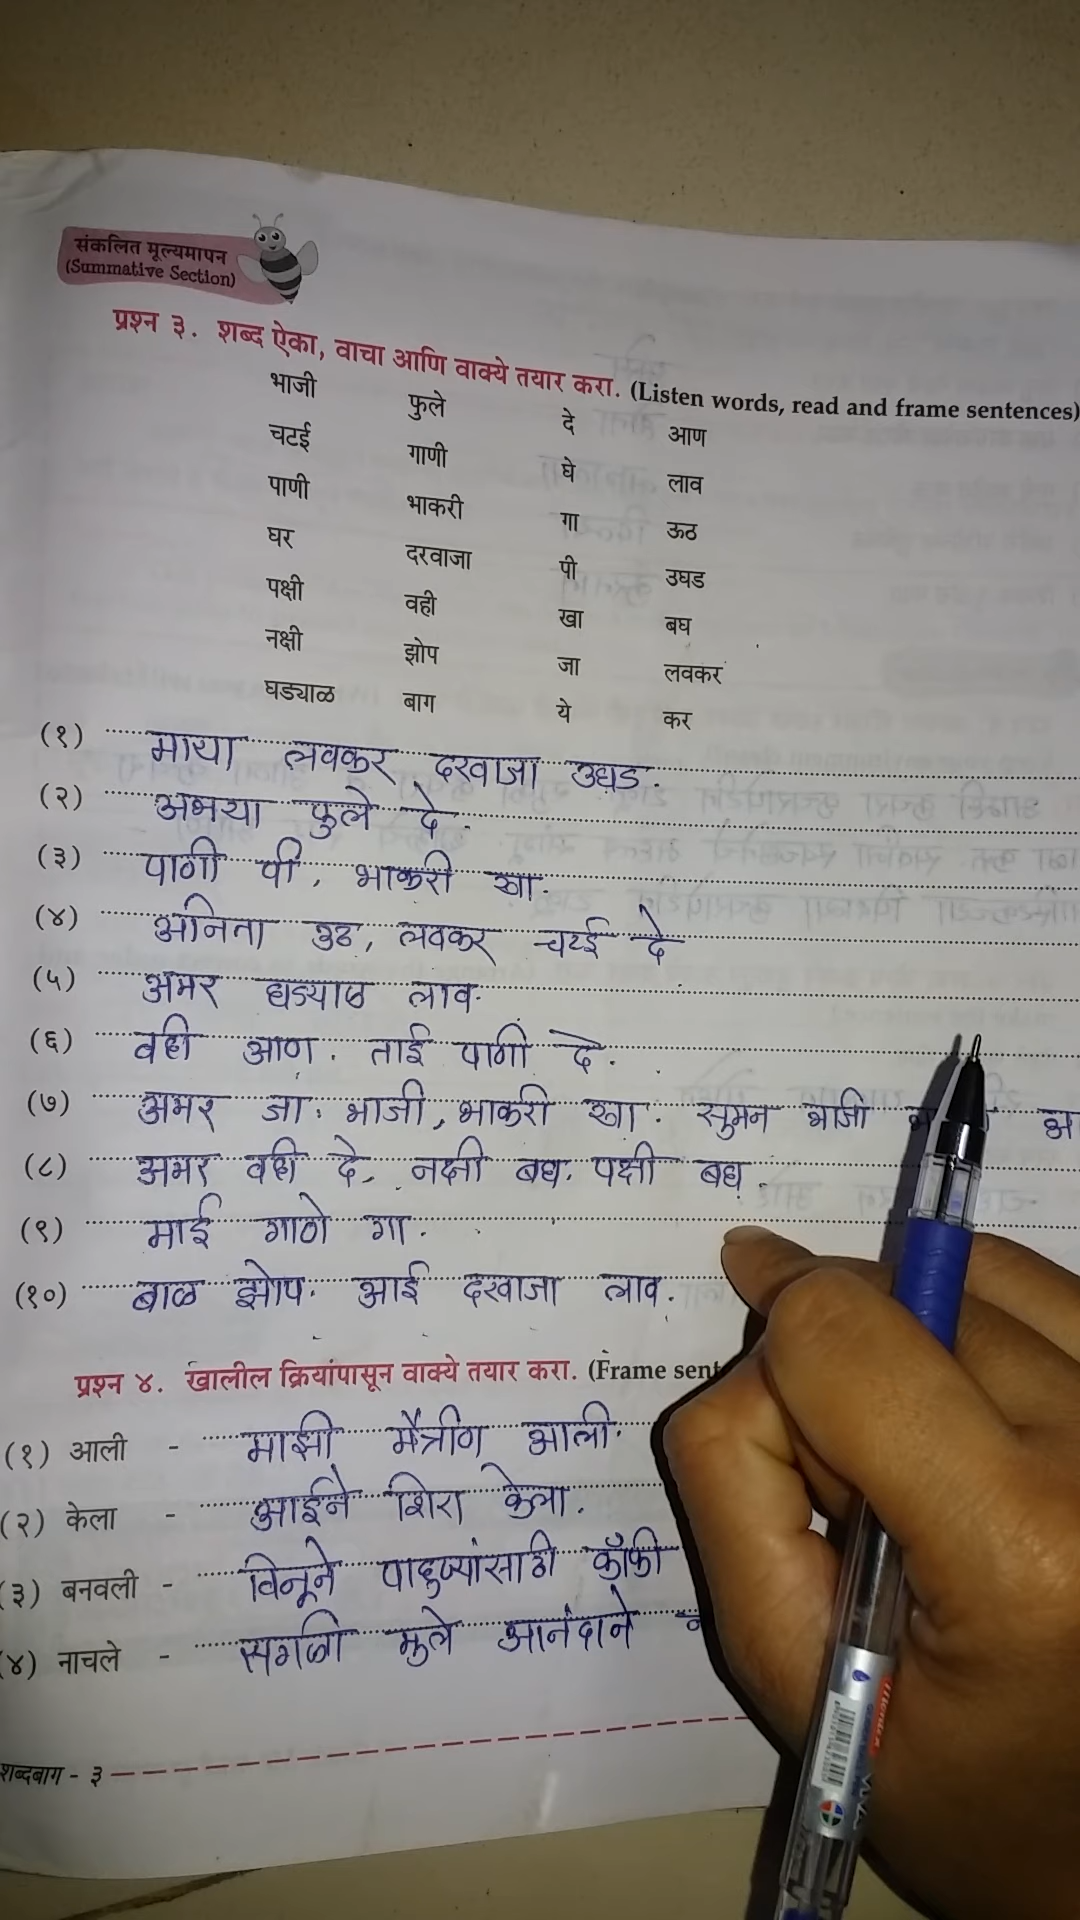 संकलित मूल्यमापन
(Summative Section)
प्रश्न ३. शब्द ऐका, वाचा आणि वाक्ये तयार करा. (Listen words, read and frame sentences)
भाजी फुले दे आण
चटई गाणी घे लाव
पाणी भाकरी गा ऊठ
घर दरवाजा पी उघड
पक्षी वही खा बघ
नक्षी झोप जा लवकर
घड्याळ बाग ये कर
(१) माया लवकर दरवाजा उघड.
(२) अभया फुले दे.
(३) पाणी पी, भाकरी खा.
(४) अनिता उठ, लवकर चटई दे
(५) अमर घड्याळ लाव.
(६) वही आण. ताई पाणी दे.
(७) अमर जा. भाजी, भाकरी खा. सुमन भाजी
(८) अमर वही दे, नक्षी बघ. पक्षी बघ.
(९) माई गाणे गा.
(१०) बाळ झोप. आई दरवाजा लाव.
प्रश्न ४. खालील क्रियांपासून वाक्ये तयार करा. (Frame sent
(१) आली - माझी मैत्रीण आली.
(२) केला - आईने शिरा केला.
(३) बनवली - विनूने पाहुण्यांसाठी कॉफी
(४) नाचले - सगळी मुले आनंदाने
शब्दबाग - ३